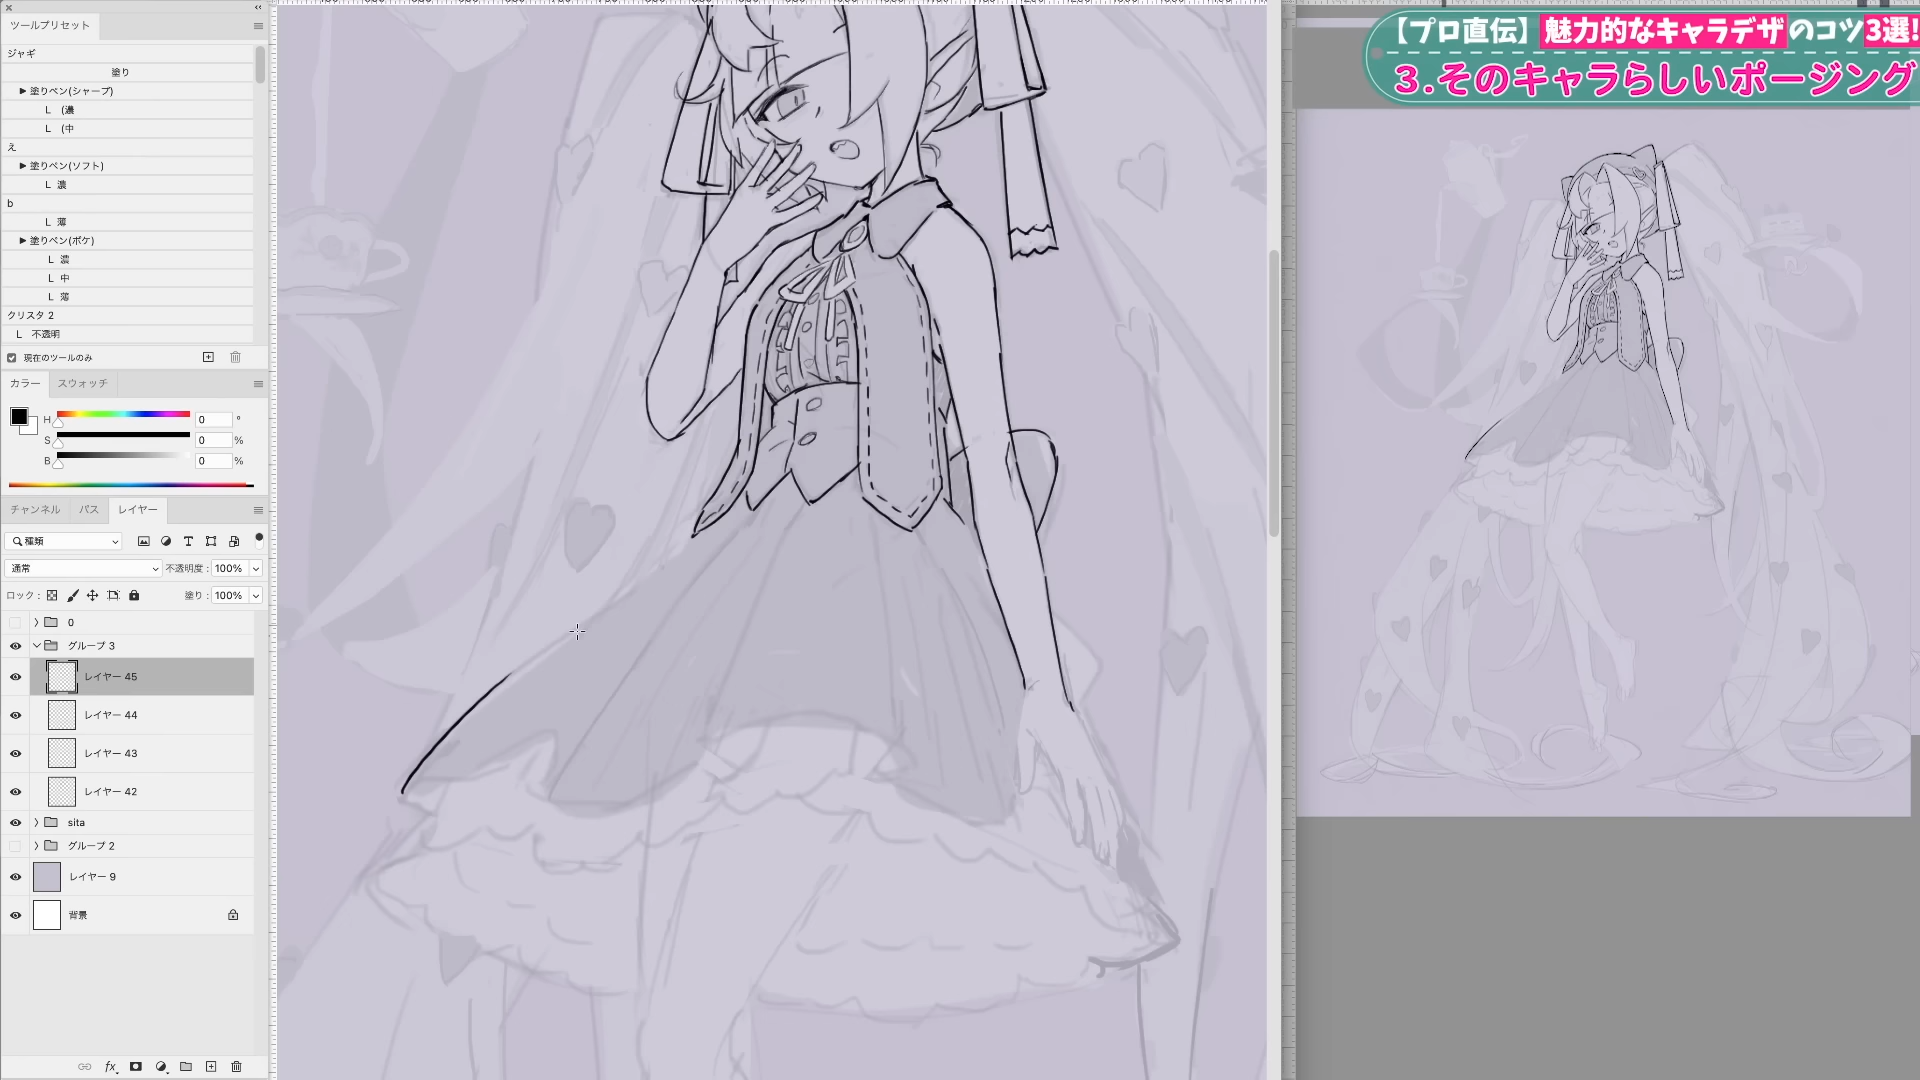 【プロ直伝】魅力的なキャラデザのコツ3選!
3.そのキャラらしいポージング
ツールプリセット
ジャギ
塗り
▶ 塗りペン(シャープ)
L (濃
L (中
え
▶ 塗りペン(ソフト)
L 濃
b
L 薄
▶ 塗りペン(ボケ)
L 濃
L 中
L 薄
クリスタ 2
L 不透明
現在のツールのみ
カラー スウォッチ
H 0 °
S 0 %
B 0 %
チャンネル パス レイヤー
種類
通常 不透明度: 100%
ロック: 塗り: 100%
0
グループ 3
レイヤー 45
レイヤー 44
レイヤー 43
レイヤー 42
sita
グループ 2
レイヤー 9
背景
fx